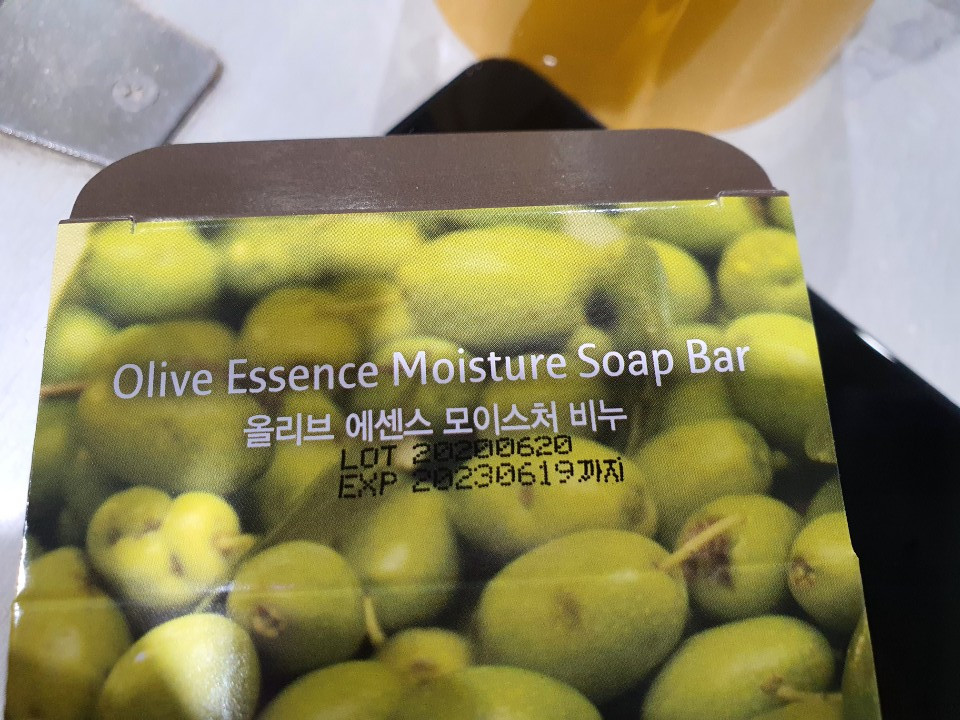 Olive Essence Moisture Soap Bar
올리브 에센스 모이스처 비누
LOT 20200620
EXP 20230619까지